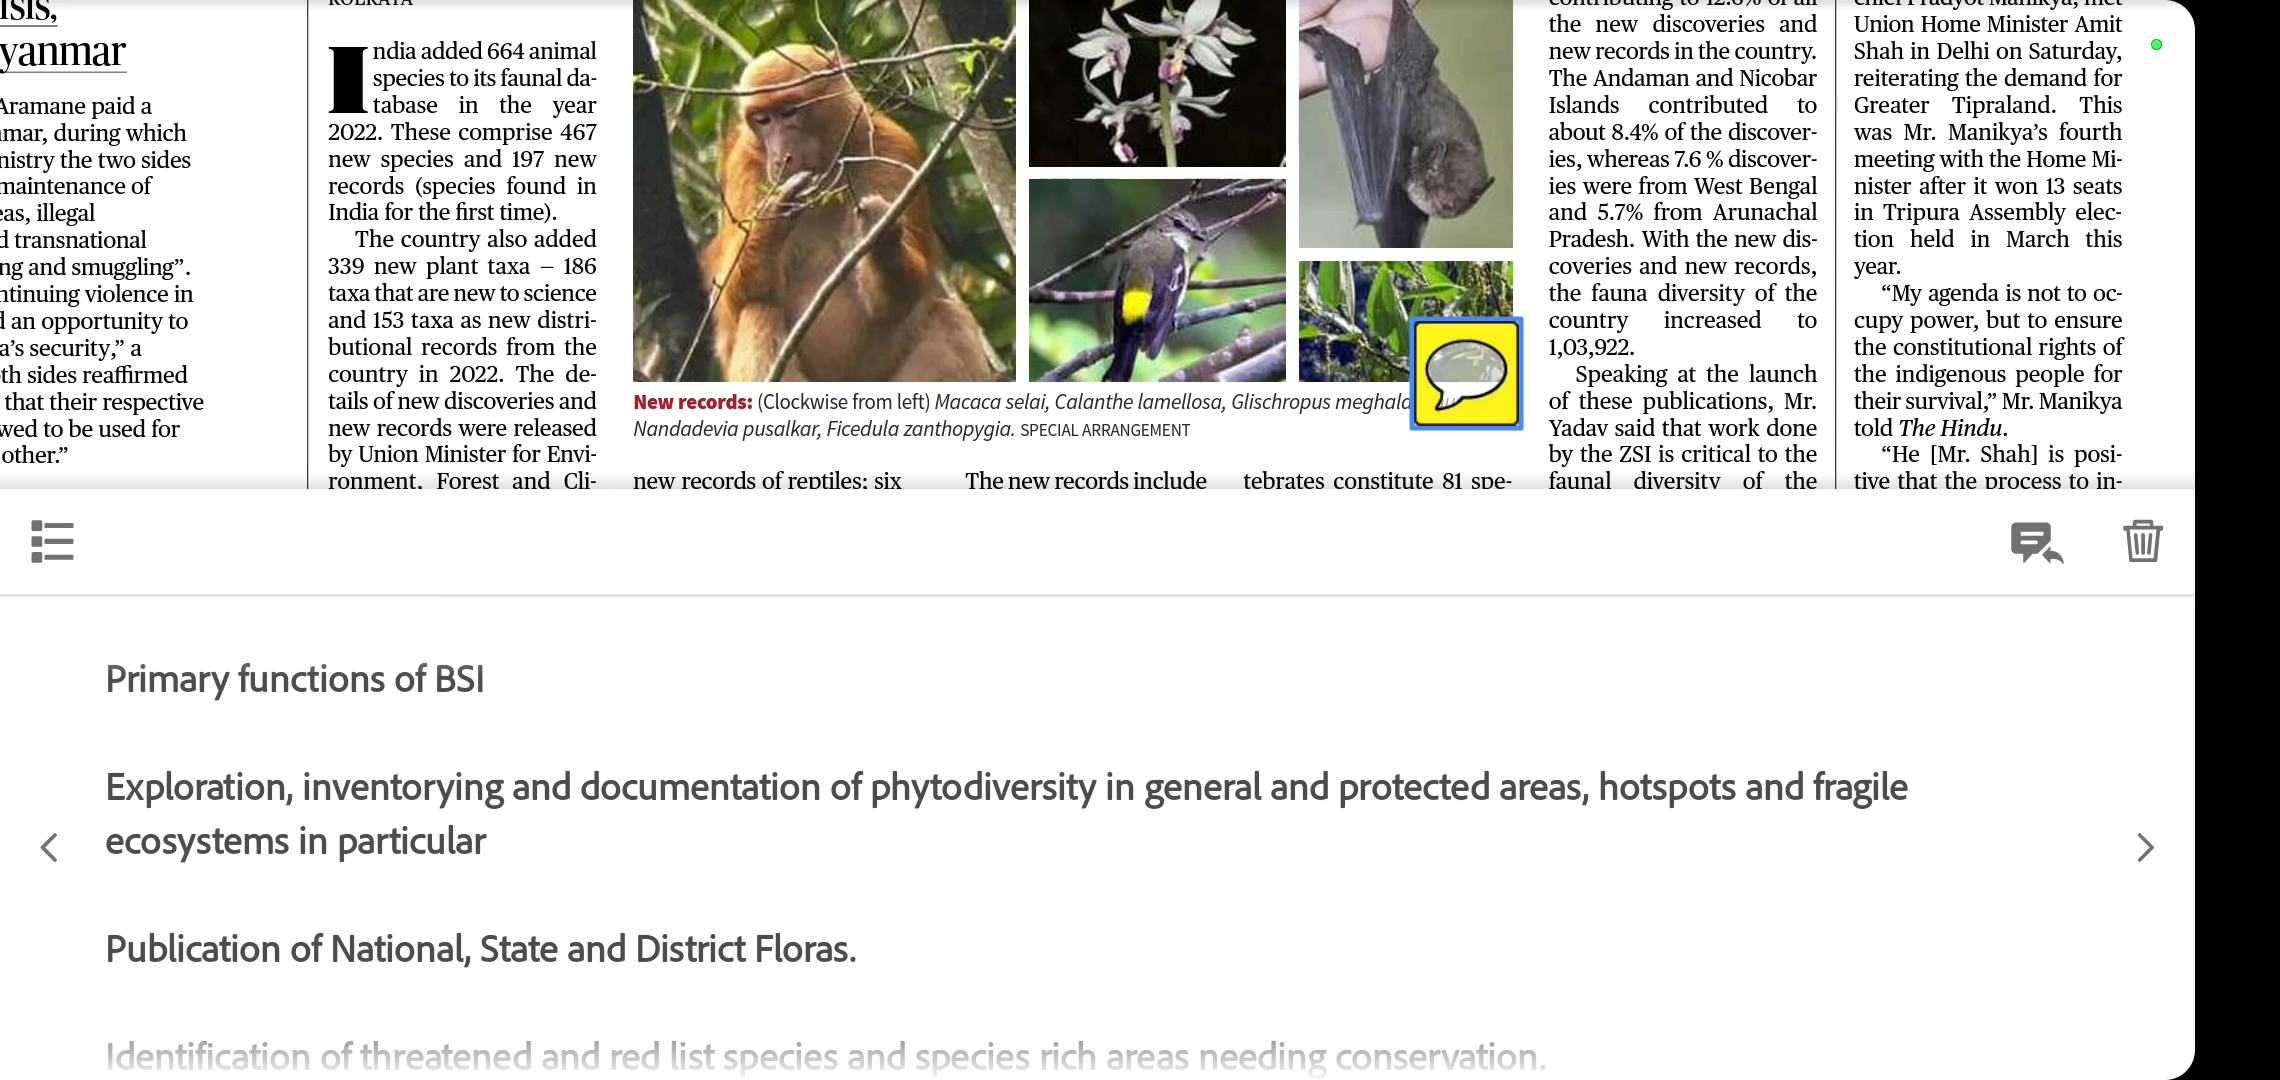 isis,
yanmar
Aramane paid a
mar, during which
nistry the two sides
maintenance of
eas, illegal
d transnational
ng and smuggling”.
ntinuing violence in
d an opportunity to
a’s security,” a
oth sides reaffirmed
that their respective
wed to be used for
other.”
KOLKATA
India added 664 animal
species to its faunal da-
tabase in the year
2022. These comprise 467
new species and 197 new
records (species found in
India for the first time).
The country also added
339 new plant taxa – 186
taxa that are new to science
and 153 taxa as new distri-
butional records from the
country in 2022. The de-
tails of new discoveries and
new records were released
by Union Minister for Envi-
ronment, Forest and Cli-
New records: (Clockwise from left) Macaca selai, Calanthe lamellosa, Glischropus meghala
Nandadevia pusalkar, Ficedula zanthopygia. SPECIAL ARRANGEMENT
new records of reptiles; six
The new records include
tebrates constitute 81 spe-
contributing to 12.6% of all
the new discoveries and
new records in the country.
The Andaman and Nicobar
Islands contributed to
about 8.4% of the discover-
ies, whereas 7.6 % discover-
ies were from West Bengal
and 5.7% from Arunachal
Pradesh. With the new dis-
coveries and new records,
the fauna diversity of the
country increased to
1,03,922.
Speaking at the launch
of these publications, Mr.
Yadav said that work done
by the ZSI is critical to the
faunal diversity of the
chief Pradyot Manikya, met
Union Home Minister Amit
Shah in Delhi on Saturday,
reiterating the demand for
Greater Tipraland. This
was Mr. Manikya’s fourth
meeting with the Home Mi-
nister after it won 13 seats
in Tripura Assembly elec-
tion held in March this
year.
“My agenda is not to oc-
cupy power, but to ensure
the constitutional rights of
the indigenous people for
their survival,” Mr. Manikya
told The Hindu.
“He [Mr. Shah] is posi-
tive that the process to in-
Primary functions of BSI
Exploration, inventorying and documentation of phytodiversity in general and protected areas, hotspots and fragile
ecosystems in particular
Publication of National, State and District Floras.
Identification of threatened and red list species and species rich areas needing conservation.